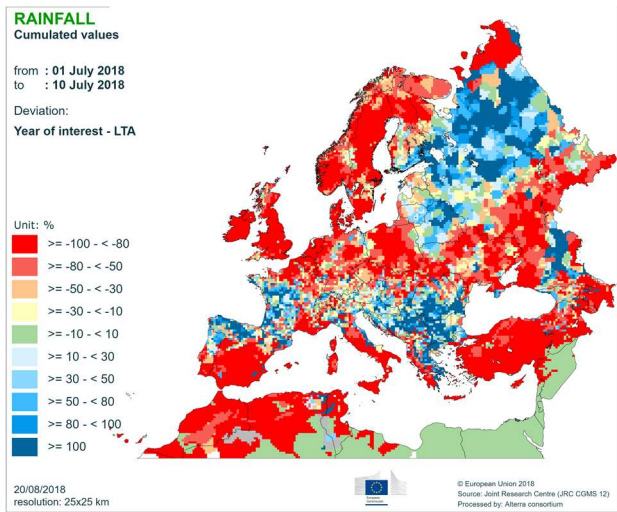 RAINFALL
Cumulated values
from : 01 July 2018
to : 10 July 2018
Deviation:
Year of interest - LTA
Unit: %
>= -100 - < -80
>= -80 - < -50
>= -50 - < -30
>= -30 - < -10
>= -10 - < 10
>= 10 - <30
>= 30 - <50
>= 50 - <80
>= 80 - <100
>= 100
20/08/2018
resolution: 25x25 km
European
Commission
© European Union 2018
Source: Joint Research Centre (JRC CGMS 12)
Processed by: Alterra consortium